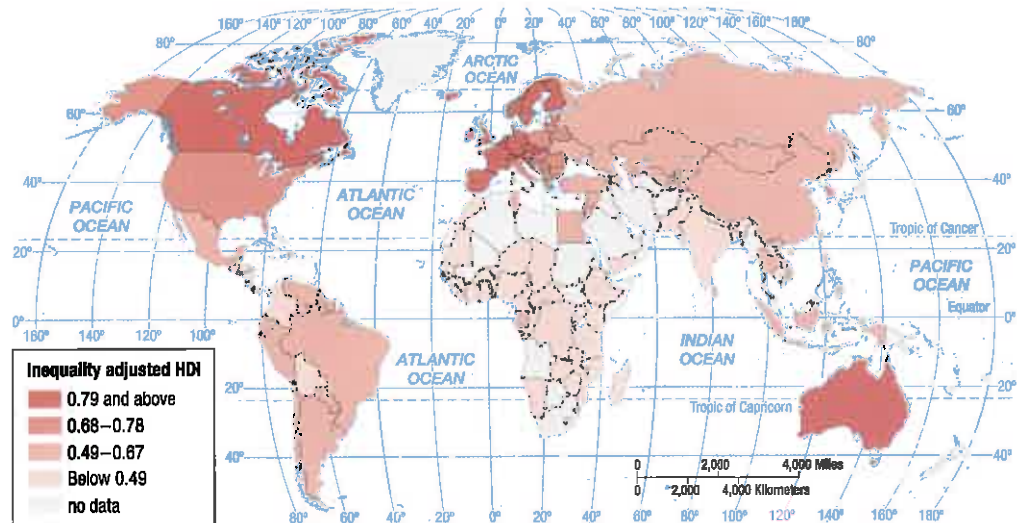 160° 140° 120° 100° 80° 60° 40° 20° 0° 20° 40° 60° 80° 100° 120° 140° 160° 180°
80° 80°
ARCTIC
OCEAN
60° 60°
40° 40°
PACIFIC
OCEAN
ATLANTIC
OCEAN
Tropic of Cancer
20° 20°
PACIFIC
OCEAN
Equator
0° 0°
160° 140° 120° 100°
160° 180°
ATLANTIC
OCEAN
INDIAN
OCEAN
20° 20°
Tropic of Capricorn
40° 40°
Inequality adjusted HDI
0.79 and above
0.68–0.78
0.49–0.67
Below 0.49
no data
0 2,000 4,000 Miles
0 2,000 4,000 Kilometers
80° 60° 40° 20° 0° 20° 40° 60° 80° 100° 120° 140° 160°